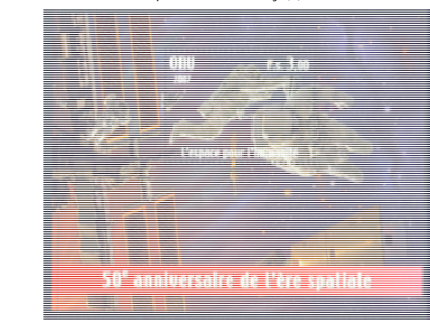 ONU
F.s. 3,00
2007
L'espace pour l'humanité
50e anniversaire de l'ère spatiale